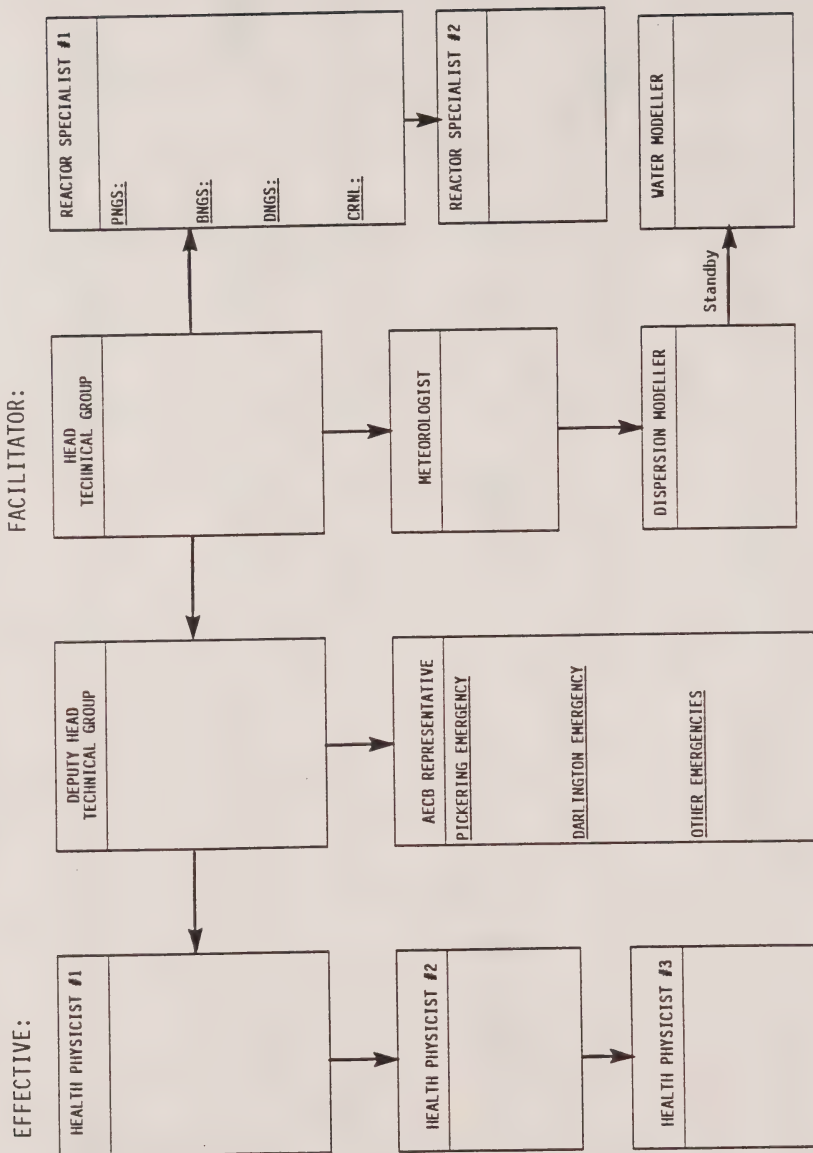 EFFECTIVE:
FACILITATOR:
HEALTH PHYSICIST #1
DEPUTY HEAD
TECHNICAL GROUP
HEAD
TECHNICAL GROUP
REACTOR SPECIALIST #1
PNGS:
BNGS:
DNGS:
CRNL:
HEALTH PHYSICIST #2
AECB REPRESENTATIVE
PICKERING EMERGENCY
DARLINGTON EMERGENCY
OTHER EMERGENCIES
METEOROLOGIST
REACTOR SPECIALIST #2
HEALTH PHYSICIST #3
DISPERSION MODELLER
Standby
WATER MODELLER